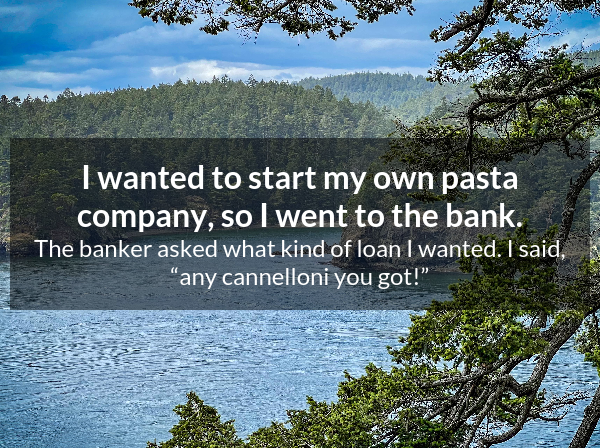 I wanted to start my own pasta
company, so I went to the bank.
The banker asked what kind of loan I wanted. I said,
“any cannelloni you got!”